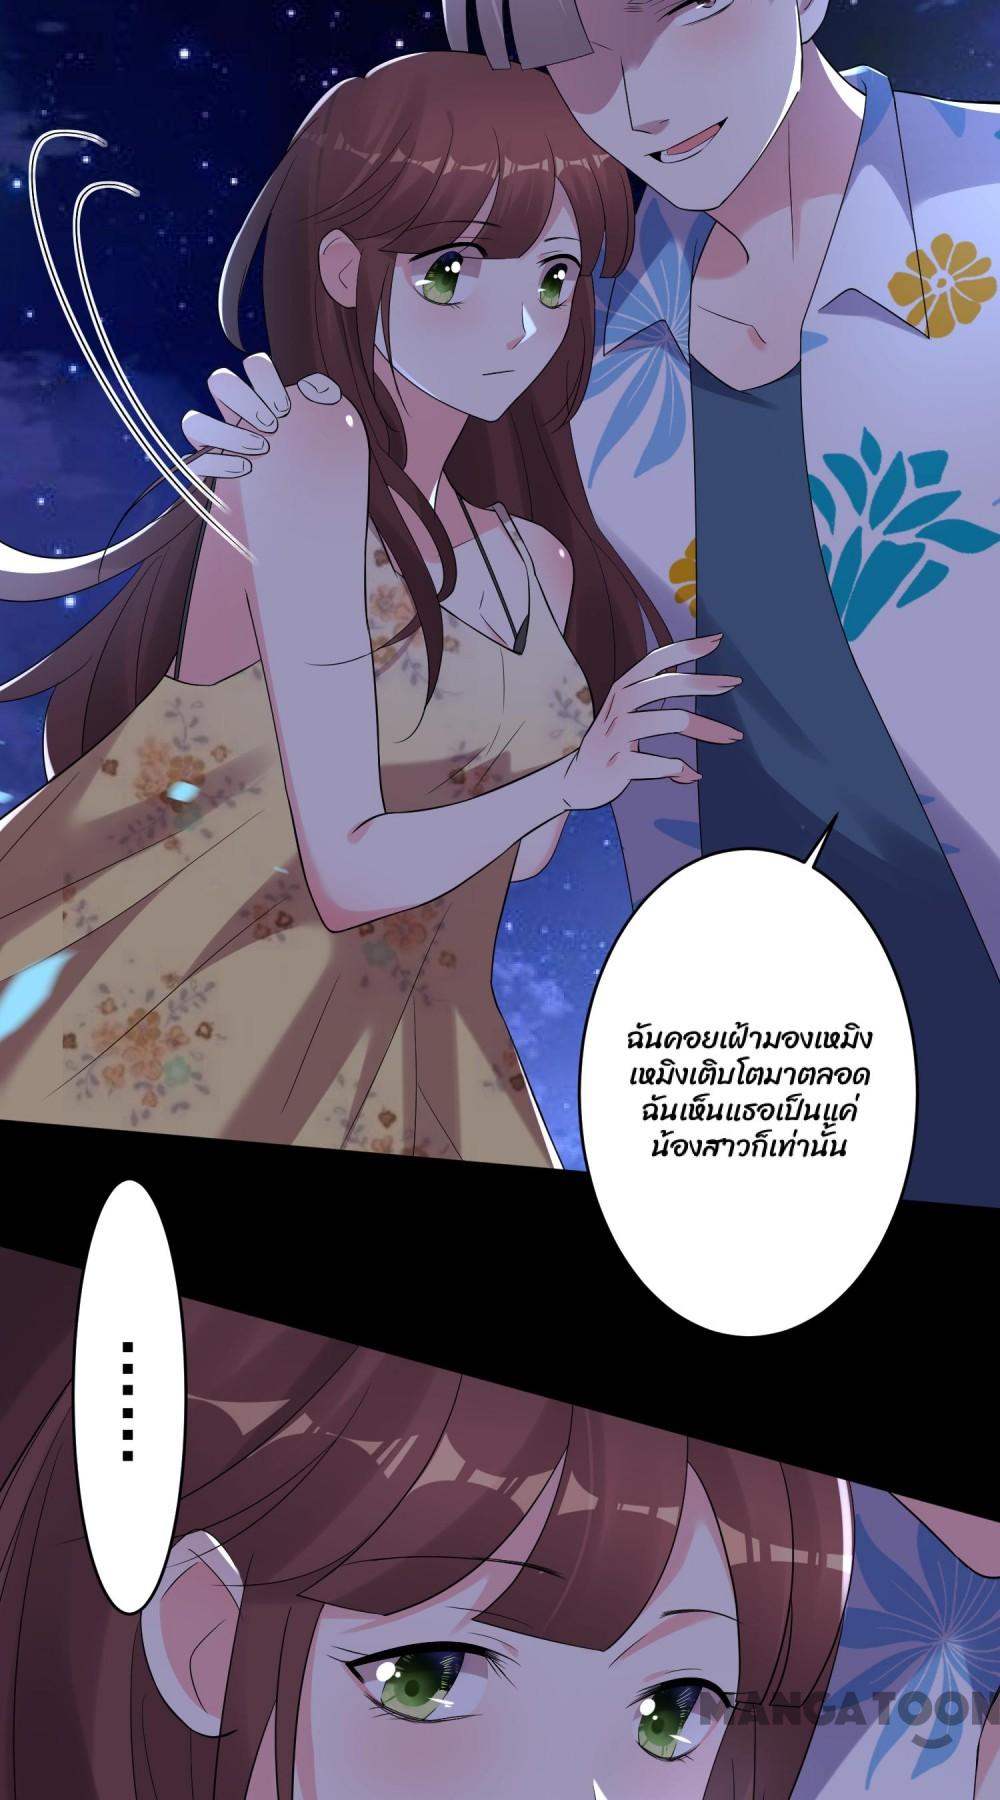 ฉันคอยเฝ้ามองเหมิง
เหมิงเติบโตมาตลอด
ฉันเห็นแธอเป็นแค่
น้องสาวก็เท่านั้น
......
MANGATOON